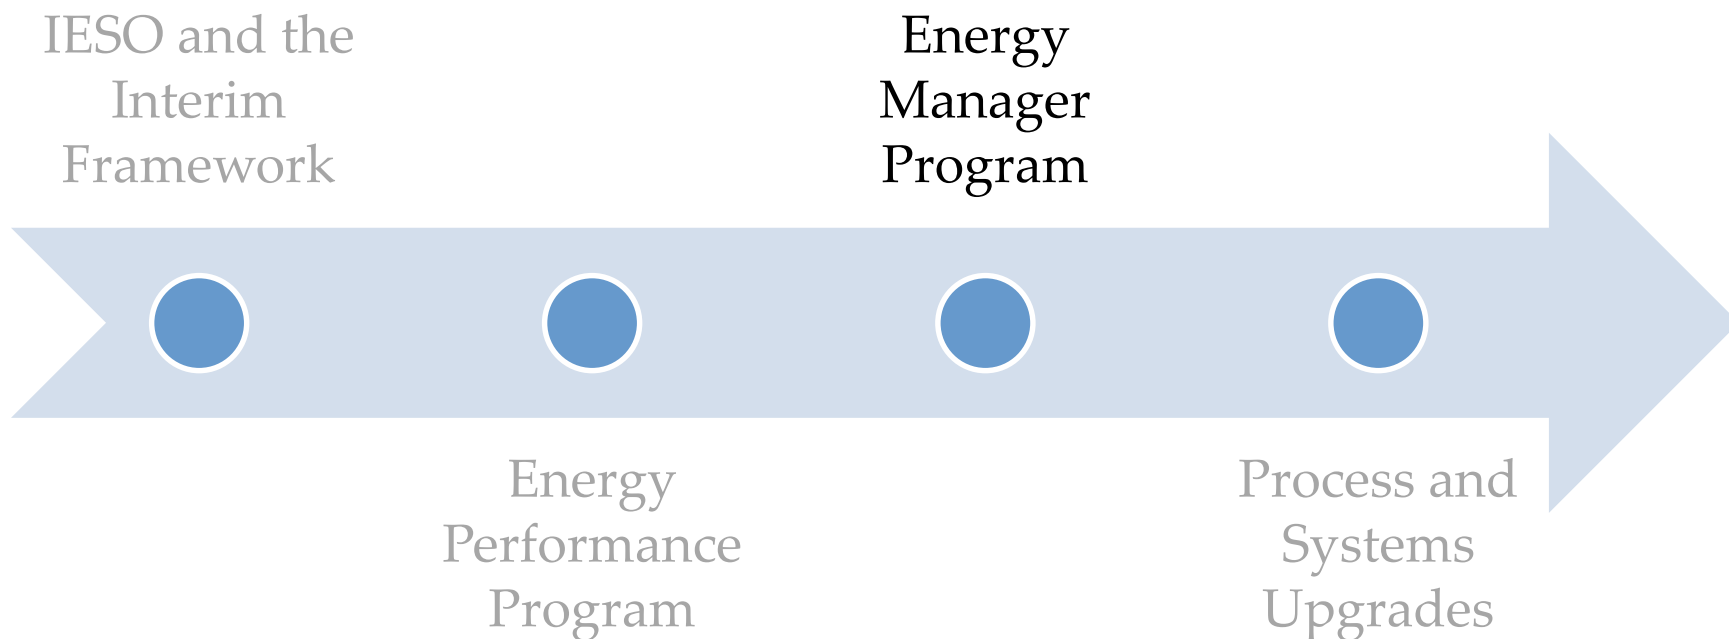 IESO and the
Interim
Framework
Energy
Performance
Program
Energy
Manager
Program
Process and
Systems
Upgrades